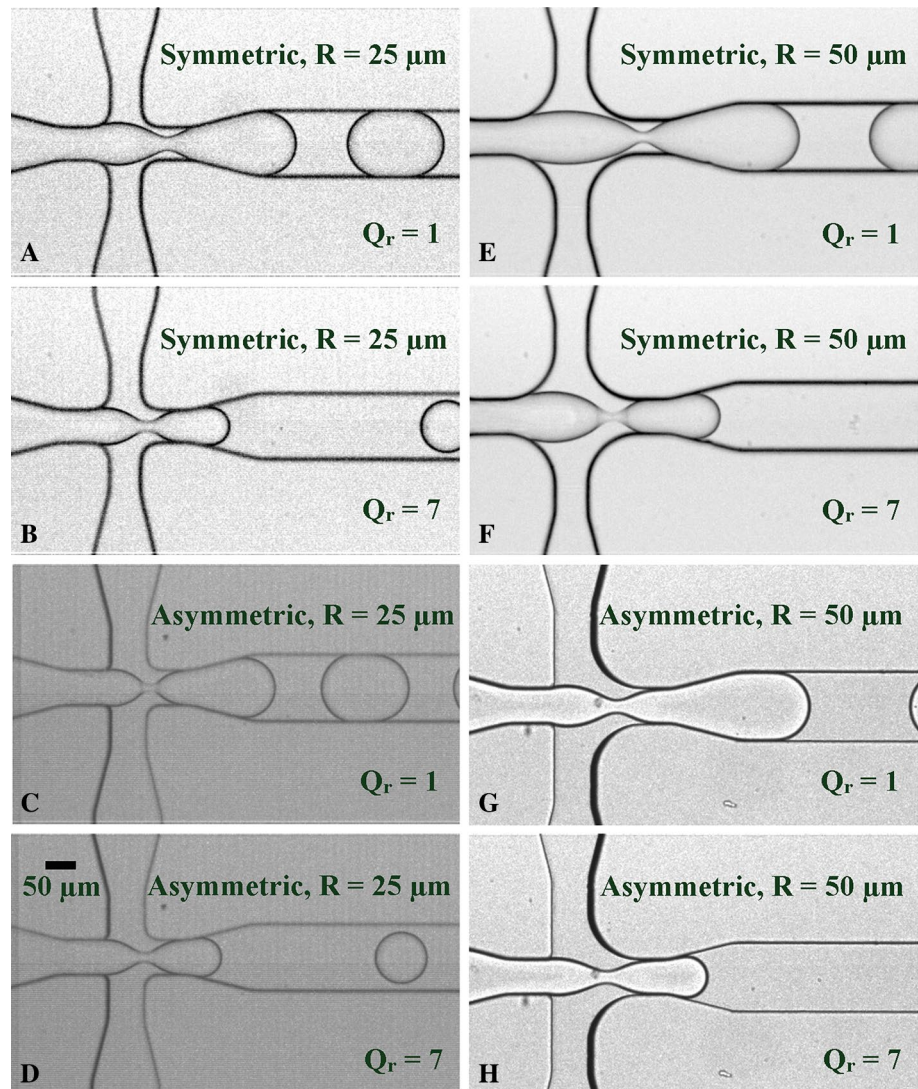 Symmetric, R = 25 μm
Qᵣ = 1
A
Symmetric, R = 50 μm
Qᵣ = 1
E
Symmetric, R = 25 μm
Qᵣ = 7
B
Symmetric, R = 50 μm
Qᵣ = 7
F
Asymmetric, R = 25 μm
Qᵣ = 1
C
Asymmetric, R = 50 μm
Qᵣ = 1
G
50 μm
Asymmetric, R = 25 μm
Qᵣ = 7
D
Asymmetric, R = 50 μm
Qᵣ = 7
H